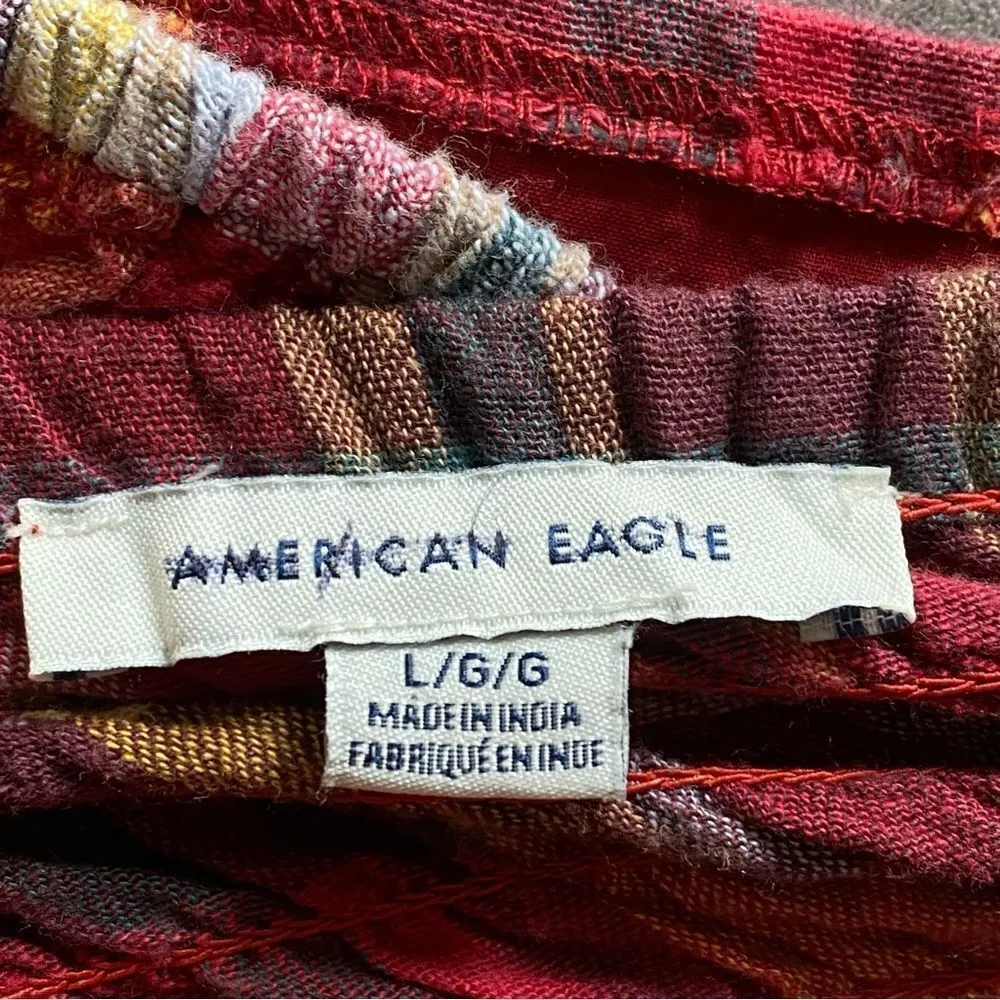 AMERICAN EAGLE
L/G/G
MADE IN INDIA
FABRIQUÉ EN INDE